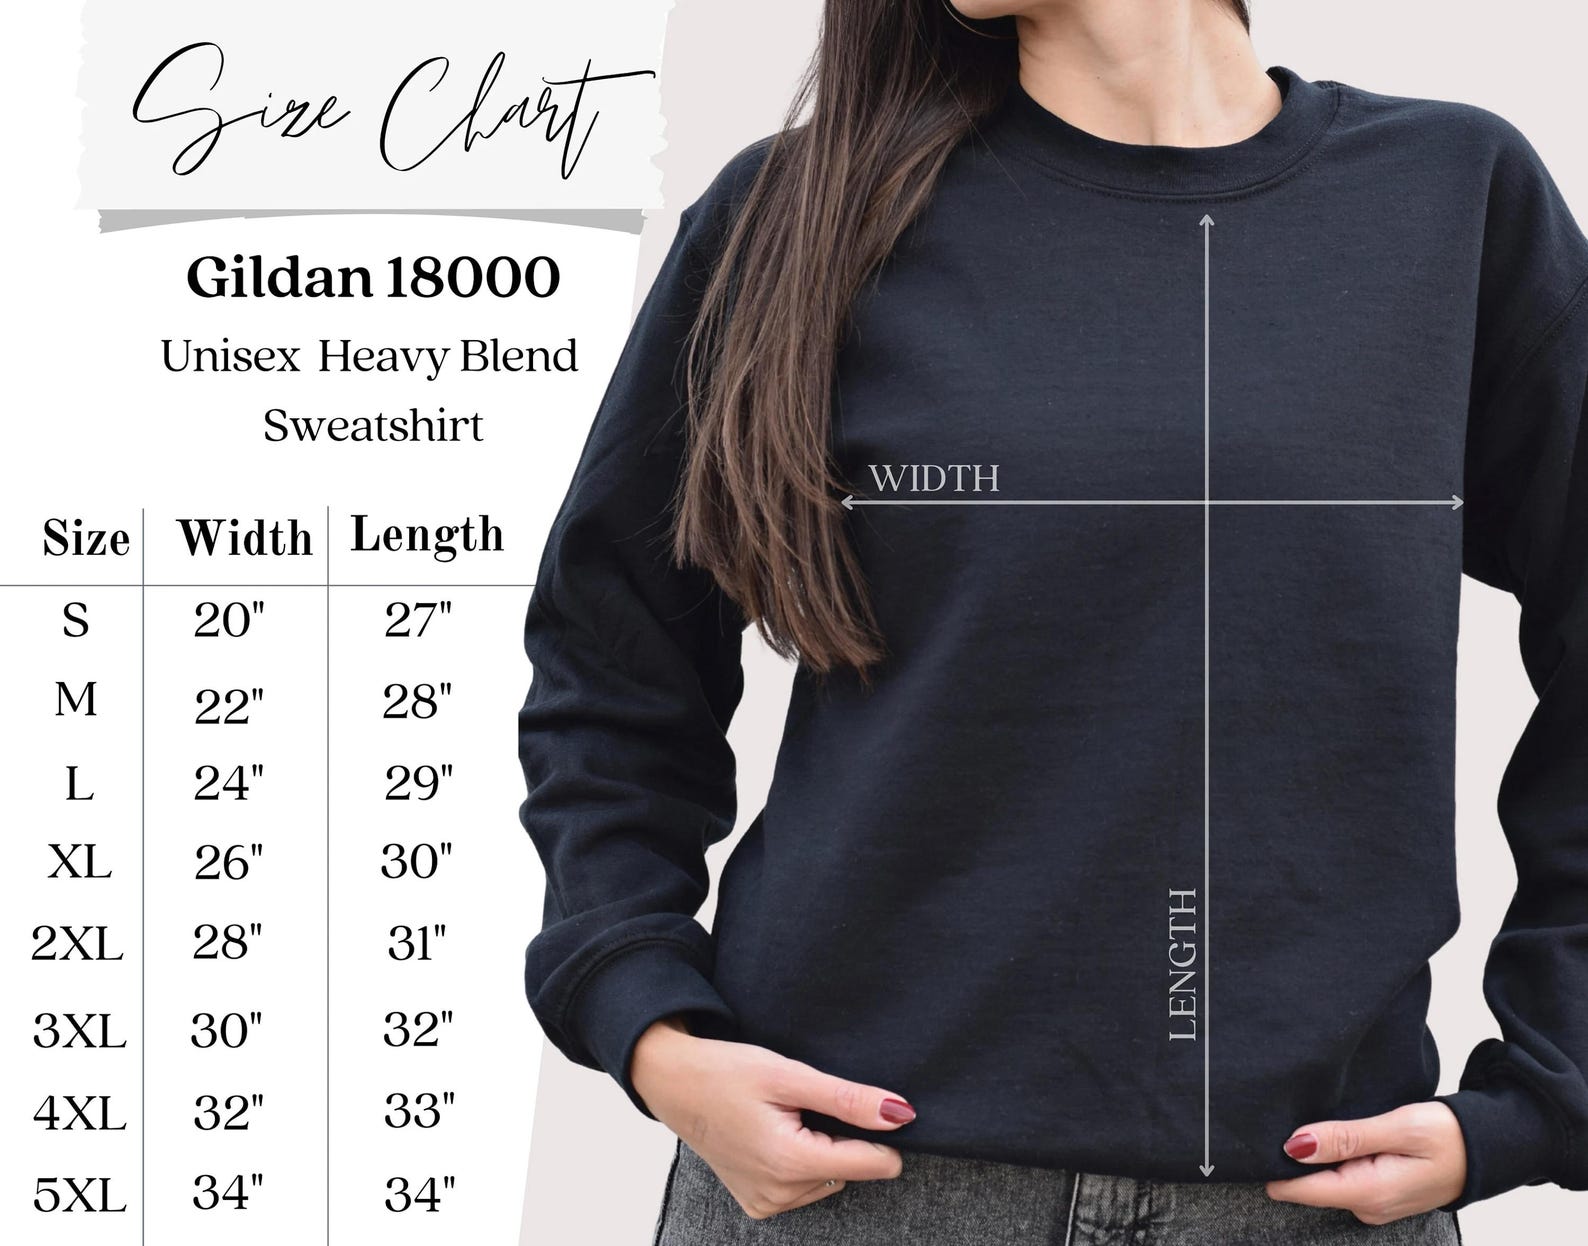 Size Chart
Gildan 18000
Unisex Heavy Blend
Sweatshirt
Size Width Length
S 20" 27"
M 22" 28"
L 24" 29"
XL 26" 30"
2XL 28" 31"
3XL 30" 32"
4XL 32" 33"
5XL 34" 34"
WIDTH
LENGTH